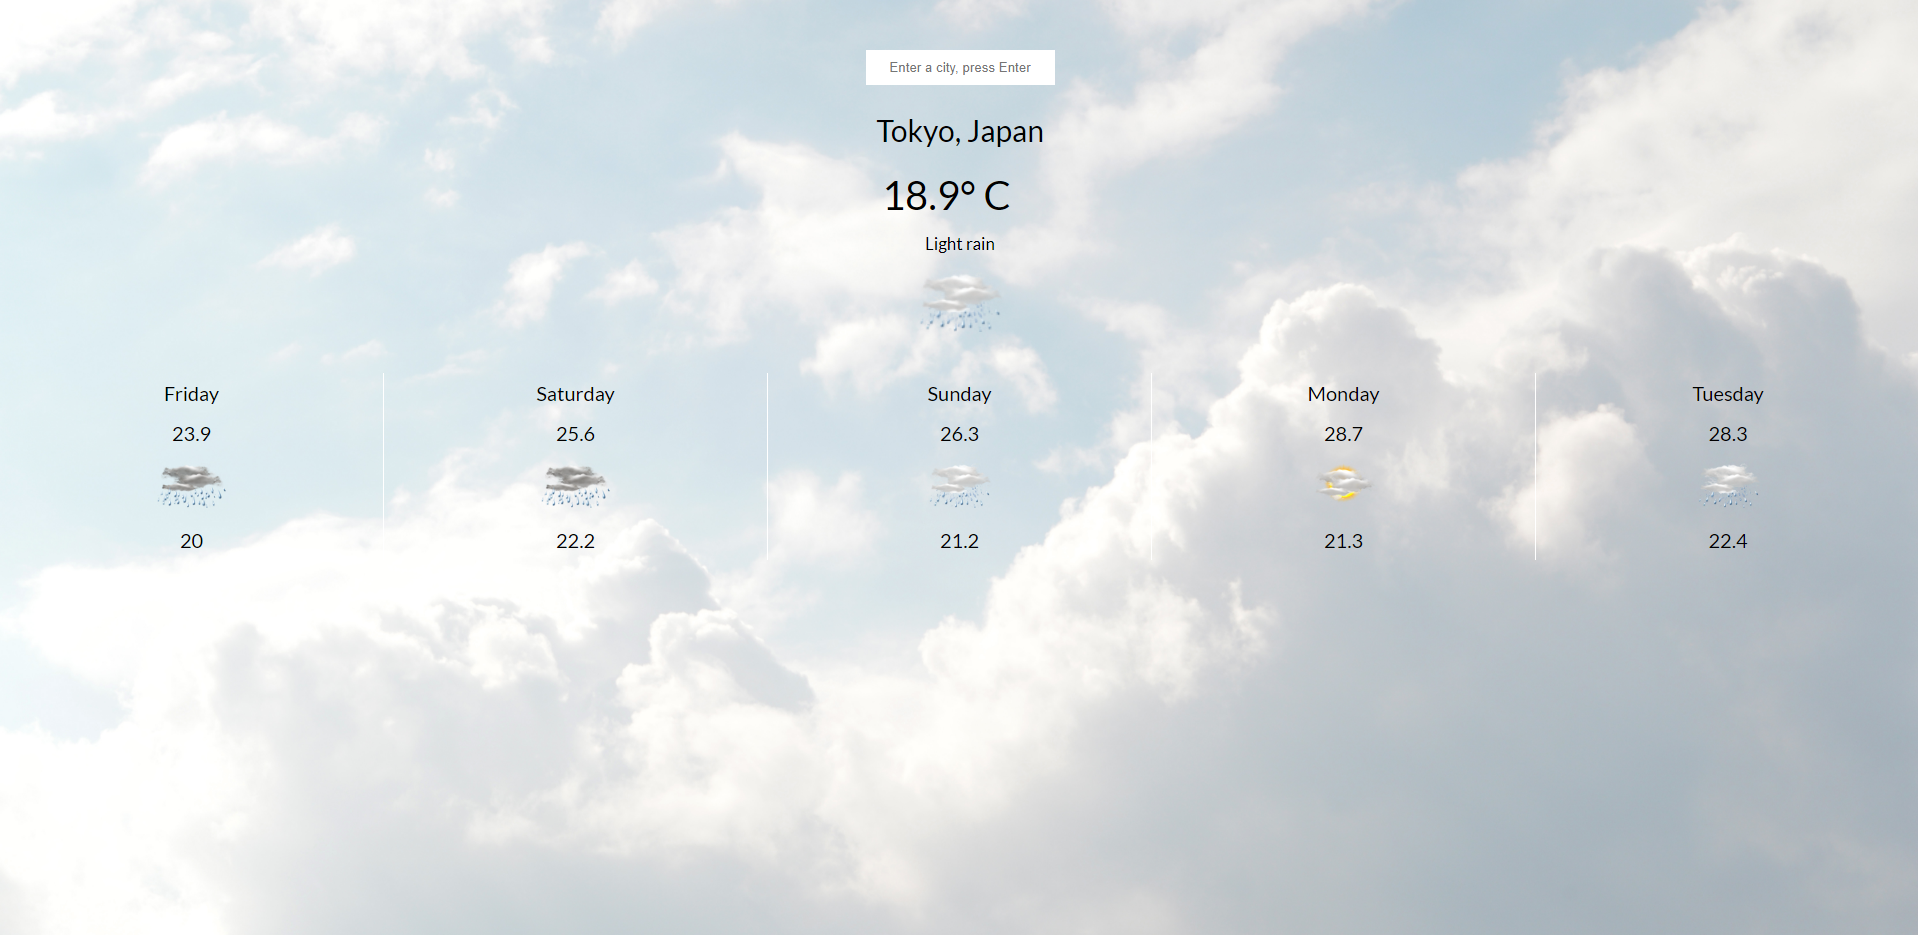 Enter a city, press Enter
Tokyo, Japan
18.9° C
Light rain
Friday
23.9
20
Saturday
25.6
22.2
Sunday
26.3
21.2
Monday
28.7
21.3
Tuesday
28.3
22.4